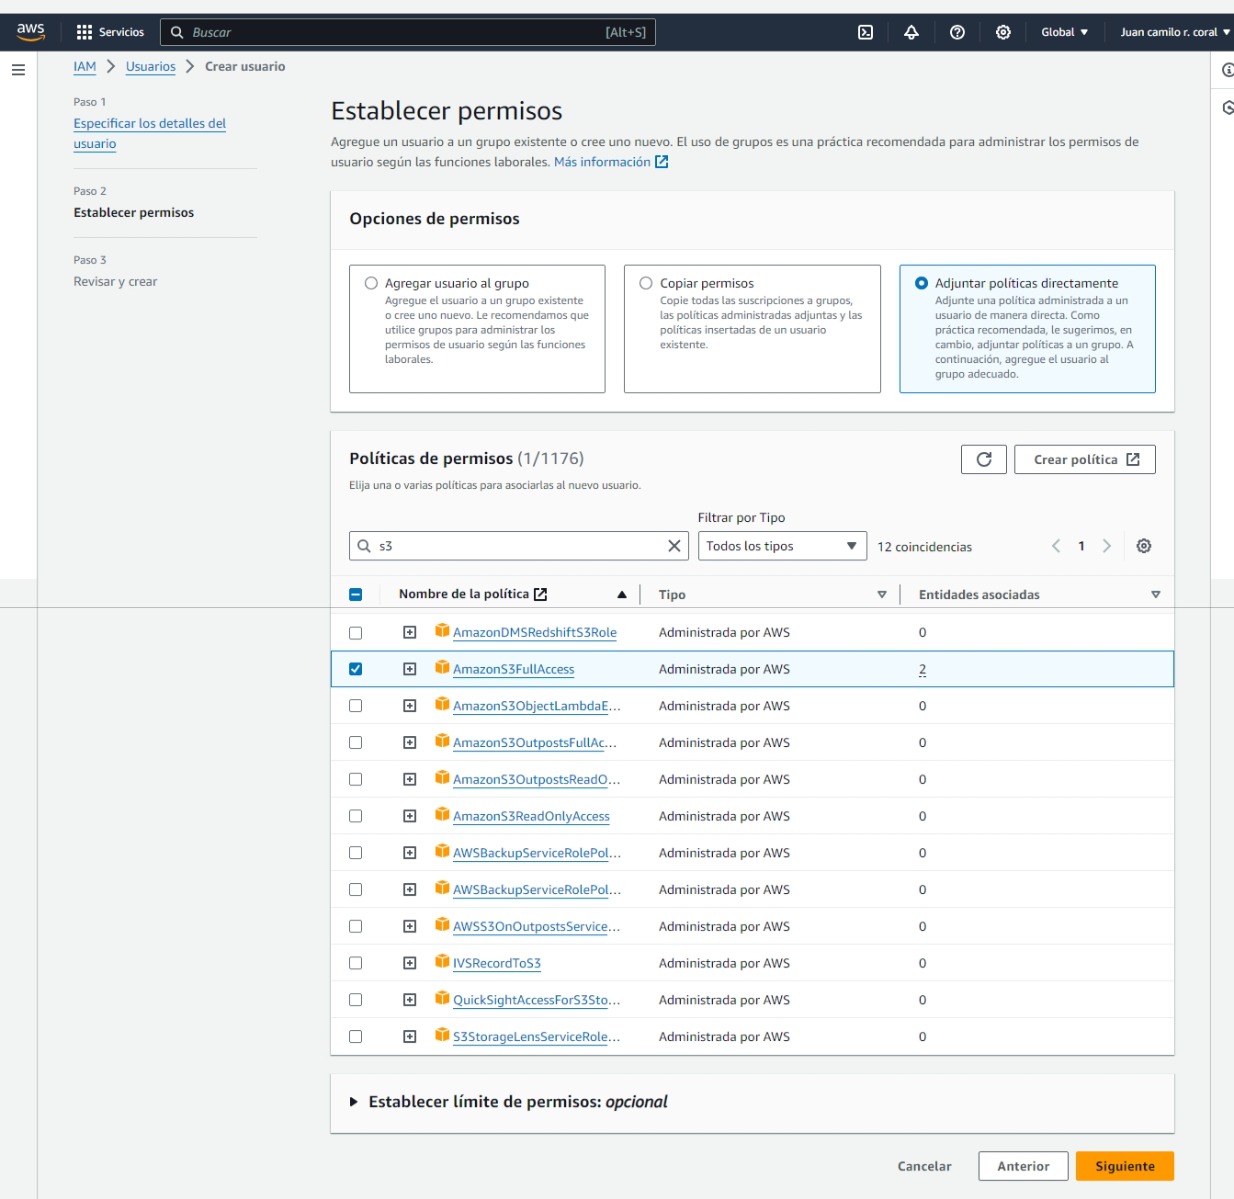 aws
Servicios
Buscar
[Alt+S]
Global
Juan camilo r. coral
IAM > Usuarios > Crear usuario
Paso 1
Especificar los detalles del
usuario
Paso 2
Establecer permisos
Paso 3
Revisar y crear
Establecer permisos
Agregue un usuario a un grupo existente o cree uno nuevo. El uso de grupos es una práctica recomendada para administrar los permisos de
usuario según las funciones laborales. Más información
Opciones de permisos
Agregar usuario al grupo
Agregue el usuario a un grupo existente
o cree uno nuevo. Le recomendamos que
utilice grupos para administrar los
permisos de usuario según las funciones
laborales.
Copiar permisos
Copie todas las suscripciones a grupos,
las políticas administradas adjuntas y las
políticas insertadas de un usuario
existente.
Adjuntar políticas directamente
Adjunte una política administrada a un
usuario de manera directa. Como
práctica recomendada, le sugerimos, en
cambio, adjuntar políticas a un grupo. A
continuación, agregue el usuario al
grupo adecuado.
Políticas de permisos (1/1176)
Elija una o varias políticas para asociarlas al nuevo usuario.
Crear política
Filtrar por Tipo
s3
Todos los tipos
12 coincidencias
1
Nombre de la política Tipo Entidades asociadas
AmazonDMSRedshiftS3Role Administrada por AWS 0
AmazonS3FullAccess Administrada por AWS 2
AmazonS3ObjectLambdaE... Administrada por AWS 0
AmazonS3OutpostsFullAc... Administrada por AWS 0
AmazonS3OutpostsReadO... Administrada por AWS 0
AmazonS3ReadOnlyAccess Administrada por AWS 0
AWSBackupServiceRolePol... Administrada por AWS 0
AWSBackupServiceRolePol... Administrada por AWS 0
AWSS3OnOutpostsService... Administrada por AWS 0
IVSRecordToS3 Administrada por AWS 0
QuickSightAccessForS3Sto... Administrada por AWS 0
S3StorageLensServiceRole... Administrada por AWS 0
Establecer límite de permisos: opcional
Cancelar
Anterior
Siguiente